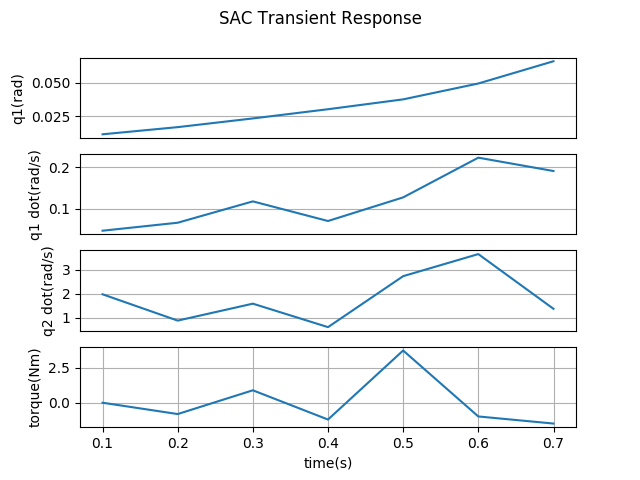 SAC Transient Response
q1(rad)
0.050
0.025
q1 dot(rad/s)
0.2
0.1
q2 dot(rad/s)
3
2
1
torque(Nm)
2.5
0.0
0.1 0.2 0.3 0.4 0.5 0.6 0.7
time(s)